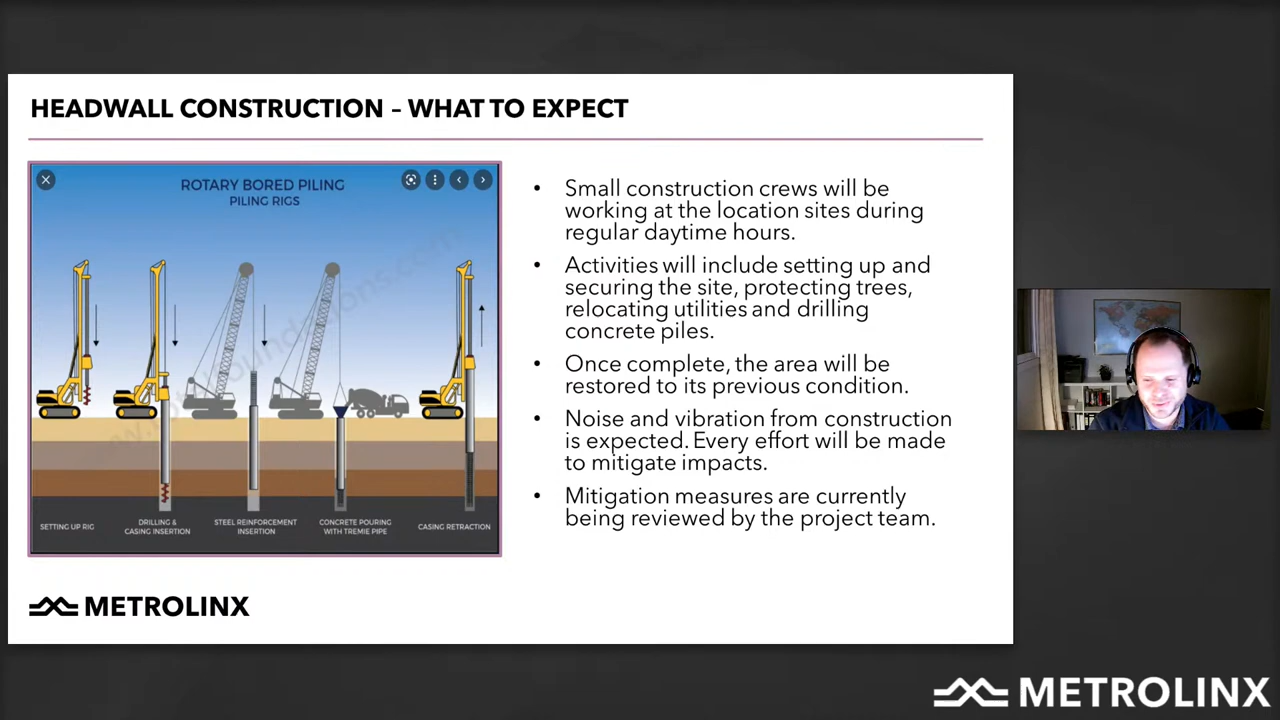 HEADWALL CONSTRUCTION – WHAT TO EXPECT
ROTARY BORED PILING
PILING RIGS
SETTING UP RIG
DRILLING &
CASING INSERTION
STEEL REINFORCEMENT
INSERTION
CONCRETE POURING
WITH TREMIE PIPE
CASING RETRACTION
• Small construction crews will be
working at the location sites during
regular daytime hours.
• Activities will include setting up and
securing the site, protecting trees,
relocating utilities and drilling
concrete piles.
• Once complete, the area will be
restored to its previous condition.
• Noise and vibration from construction
is expected. Every effort will be made
to mitigate impacts.
• Mitigation measures are currently
being reviewed by the project team.
METROLINX
METROLINX